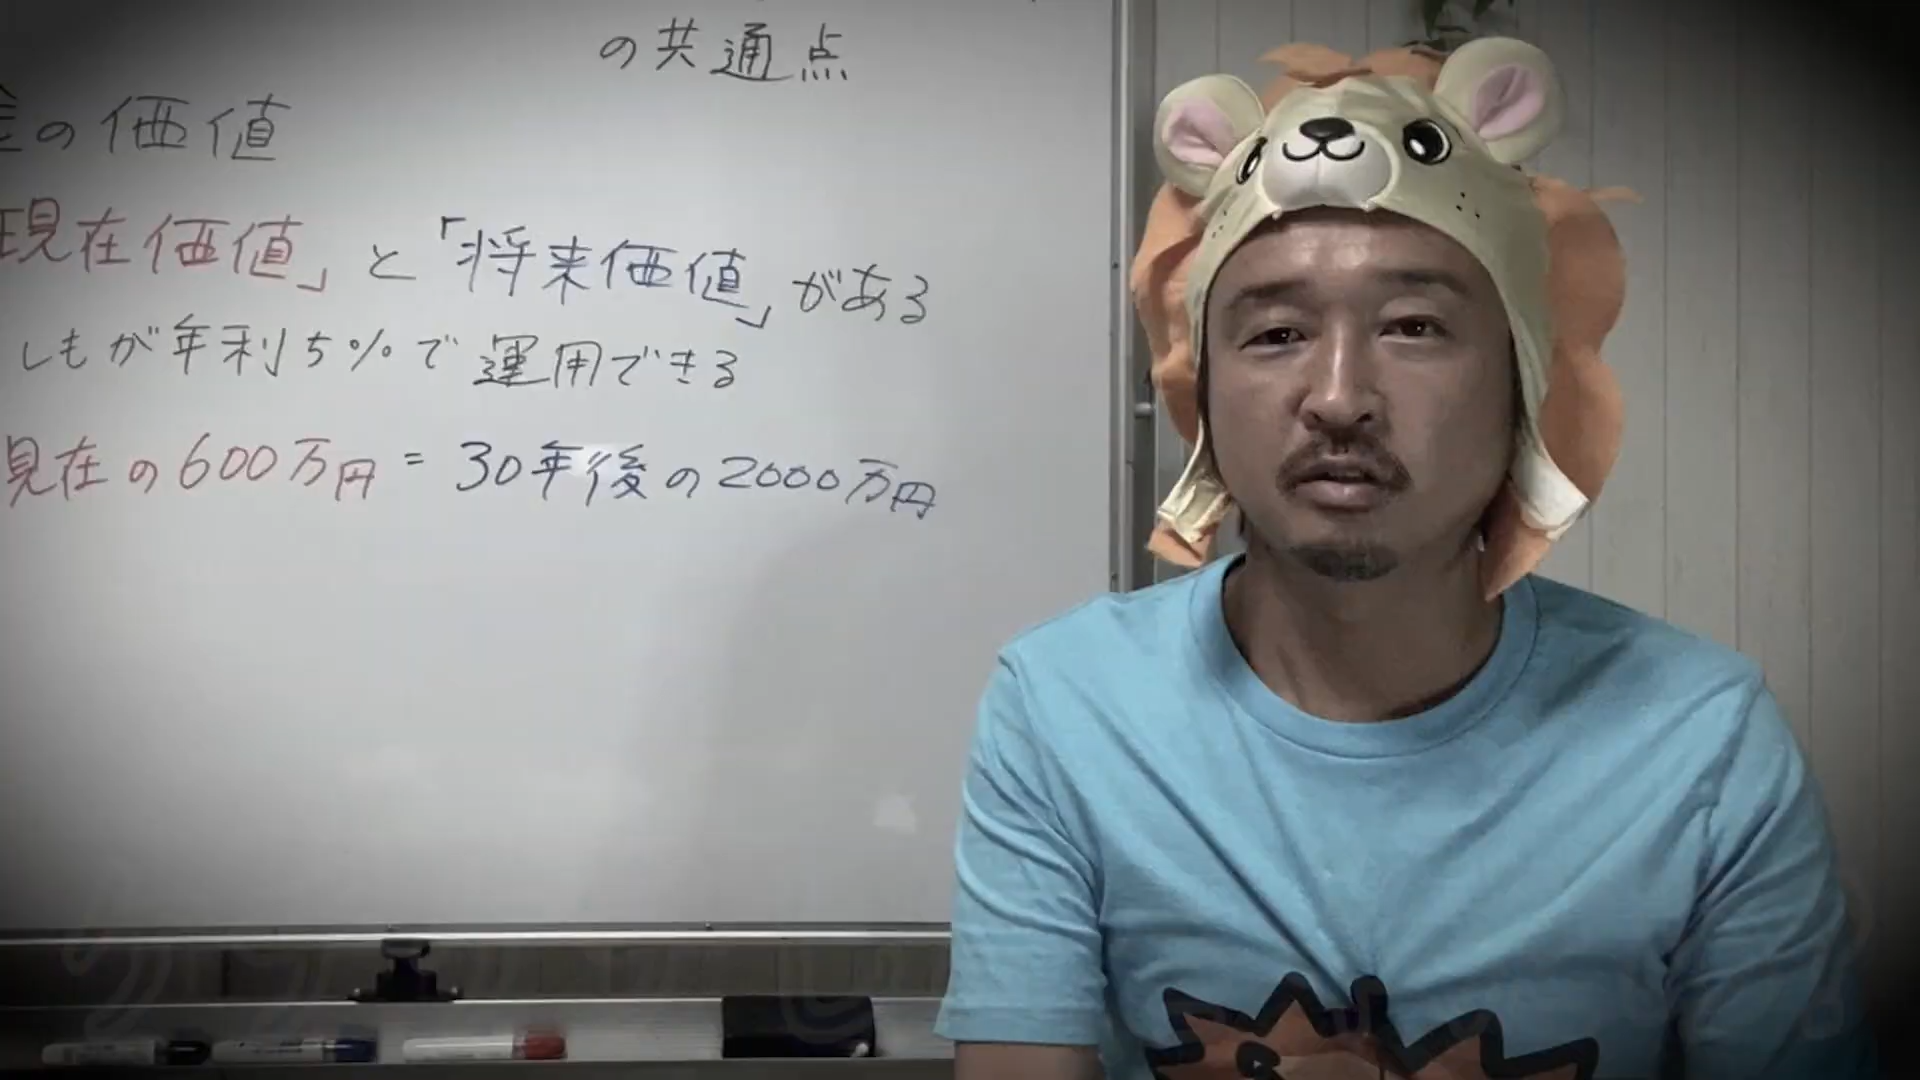 の共通点
の価値
現在価値」と「将来価値」がある
しもが年利5%で運用できる
現在の600万円=30年後の2000万円